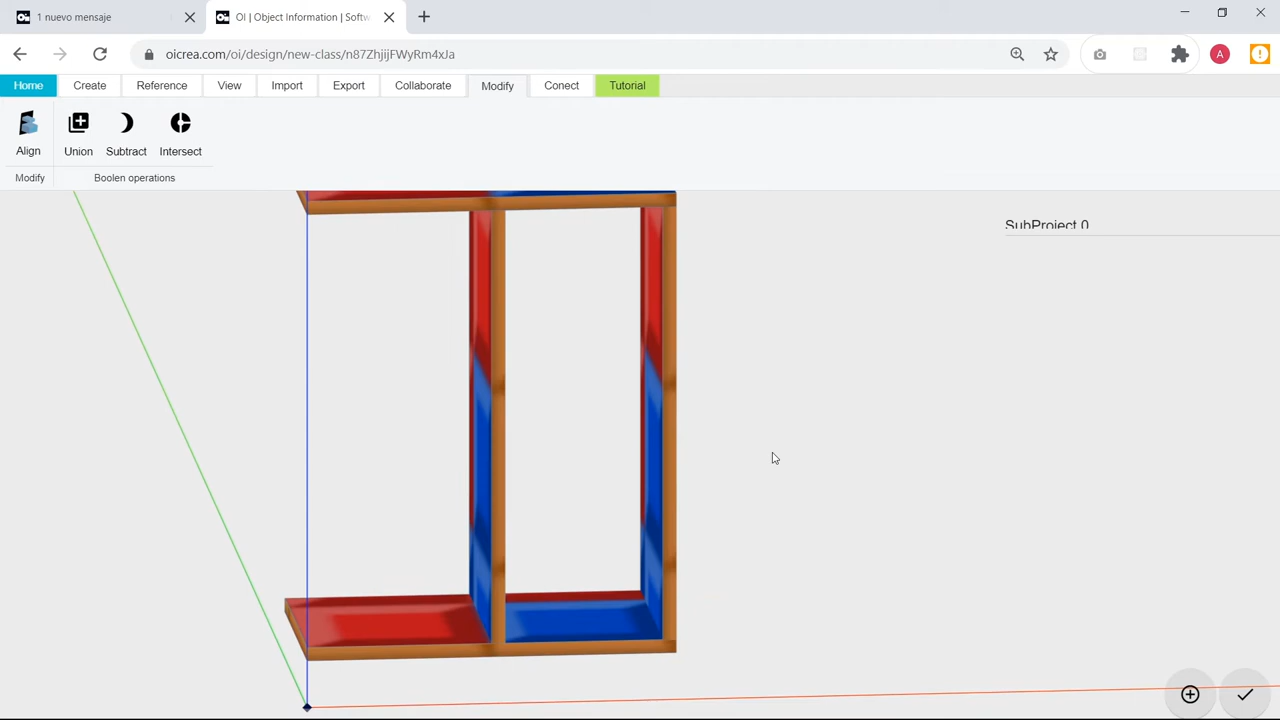 1 nuevo mensaje
OI | Object Information | Softw
oicrea.com/oi/design/new-class/n87ZhjijFWyRm4xJa
A
Home Create Reference View Import Export Collaborate Modify Conect Tutorial
Align Union Subtract Intersect
Modify Boolen operations
SubProject 0